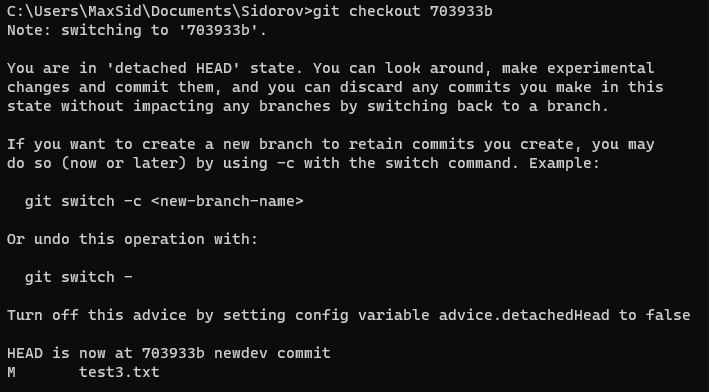 C:\Users\MaxSid\Documents\Sidorov>git checkout 703933b
Note: switching to '703933b'.
You are in 'detached HEAD' state. You can look around, make experimental
changes and commit them, and you can discard any commits you make in this
state without impacting any branches by switching back to a branch.
If you want to create a new branch to retain commits you create, you may
do so (now or later) by using -c with the switch command. Example:
git switch -c <new-branch-name>
Or undo this operation with:
git switch -
Turn off this advice by setting config variable advice.detachedHead to false
HEAD is now at 703933b newdev commit
M       test3.txt